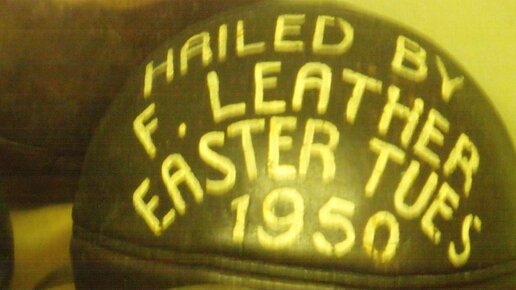 HAILED BY
F. LEATHER
EASTER TUES
1950